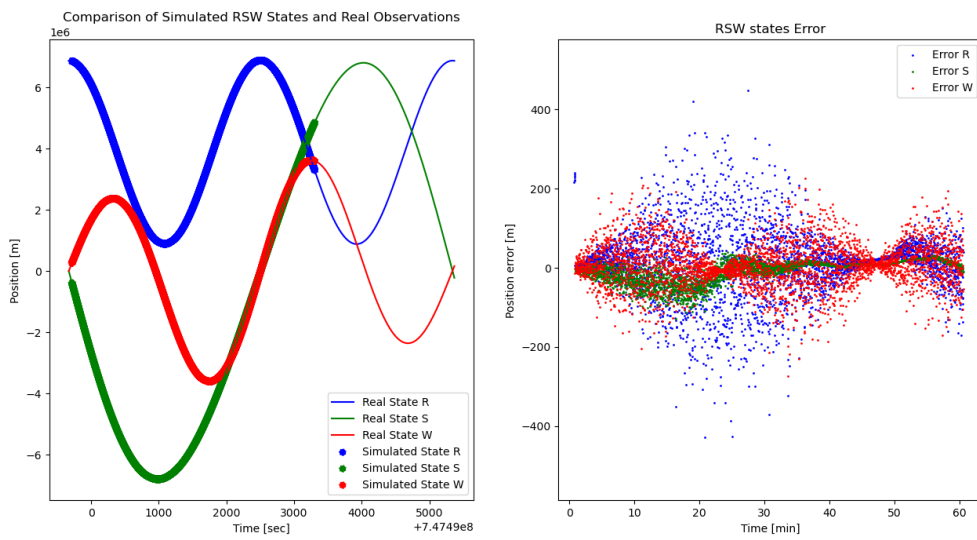 Comparison of Simulated RSW States and Real Observations
1e6
6
4
2
0
−2
−4
−6
Position [m]
0
1000
2000
3000
4000
5000
Time [sec]
+7.4749e8
Real State R
Real State S
Real State W
Simulated State R
Simulated State S
Simulated State W
RSW states Error
400
200
0
−200
−400
Position error [m]
0
10
20
30
40
50
60
Time [min]
Error R
Error S
Error W